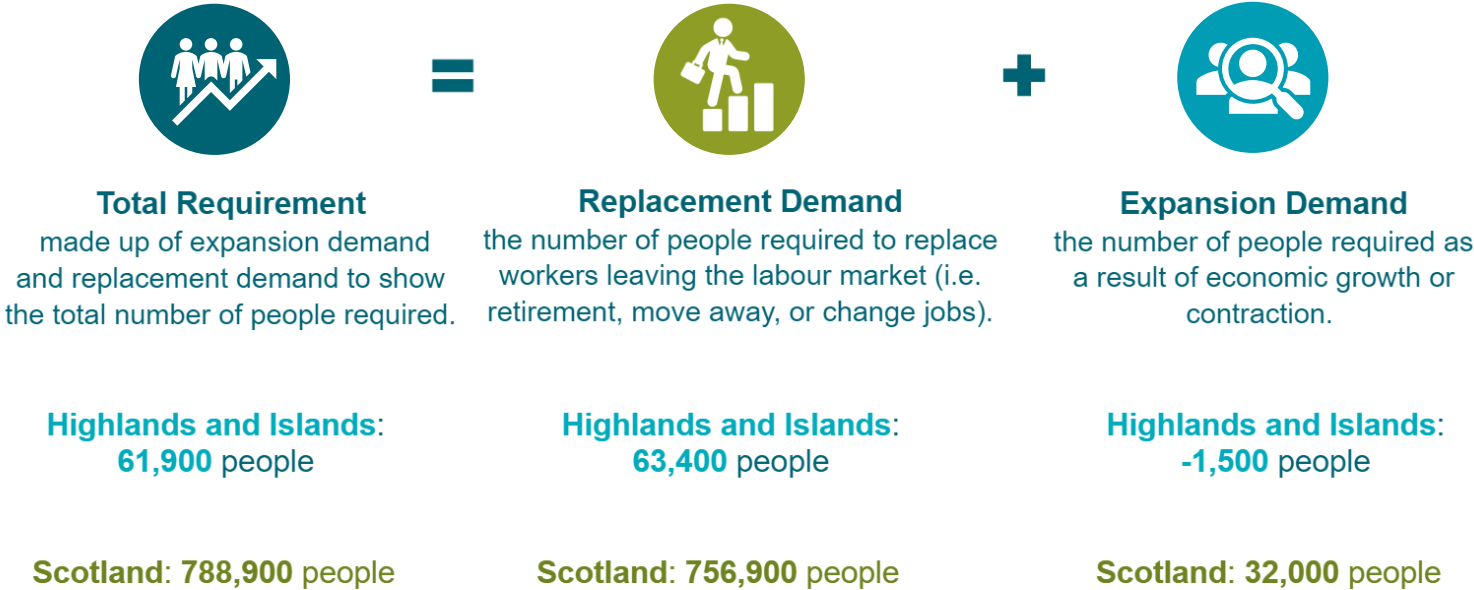 =
+
Total Requirement
made up of expansion demand
and replacement demand to show
the total number of people required.
Replacement Demand
the number of people required to replace
workers leaving the labour market (i.e.
retirement, move away, or change jobs).
Expansion Demand
the number of people required as
a result of economic growth or
contraction.
Highlands and Islands:
61,900 people
Highlands and Islands:
63,400 people
Highlands and Islands:
-1,500 people
Scotland: 788,900 people
Scotland: 756,900 people
Scotland: 32,000 people